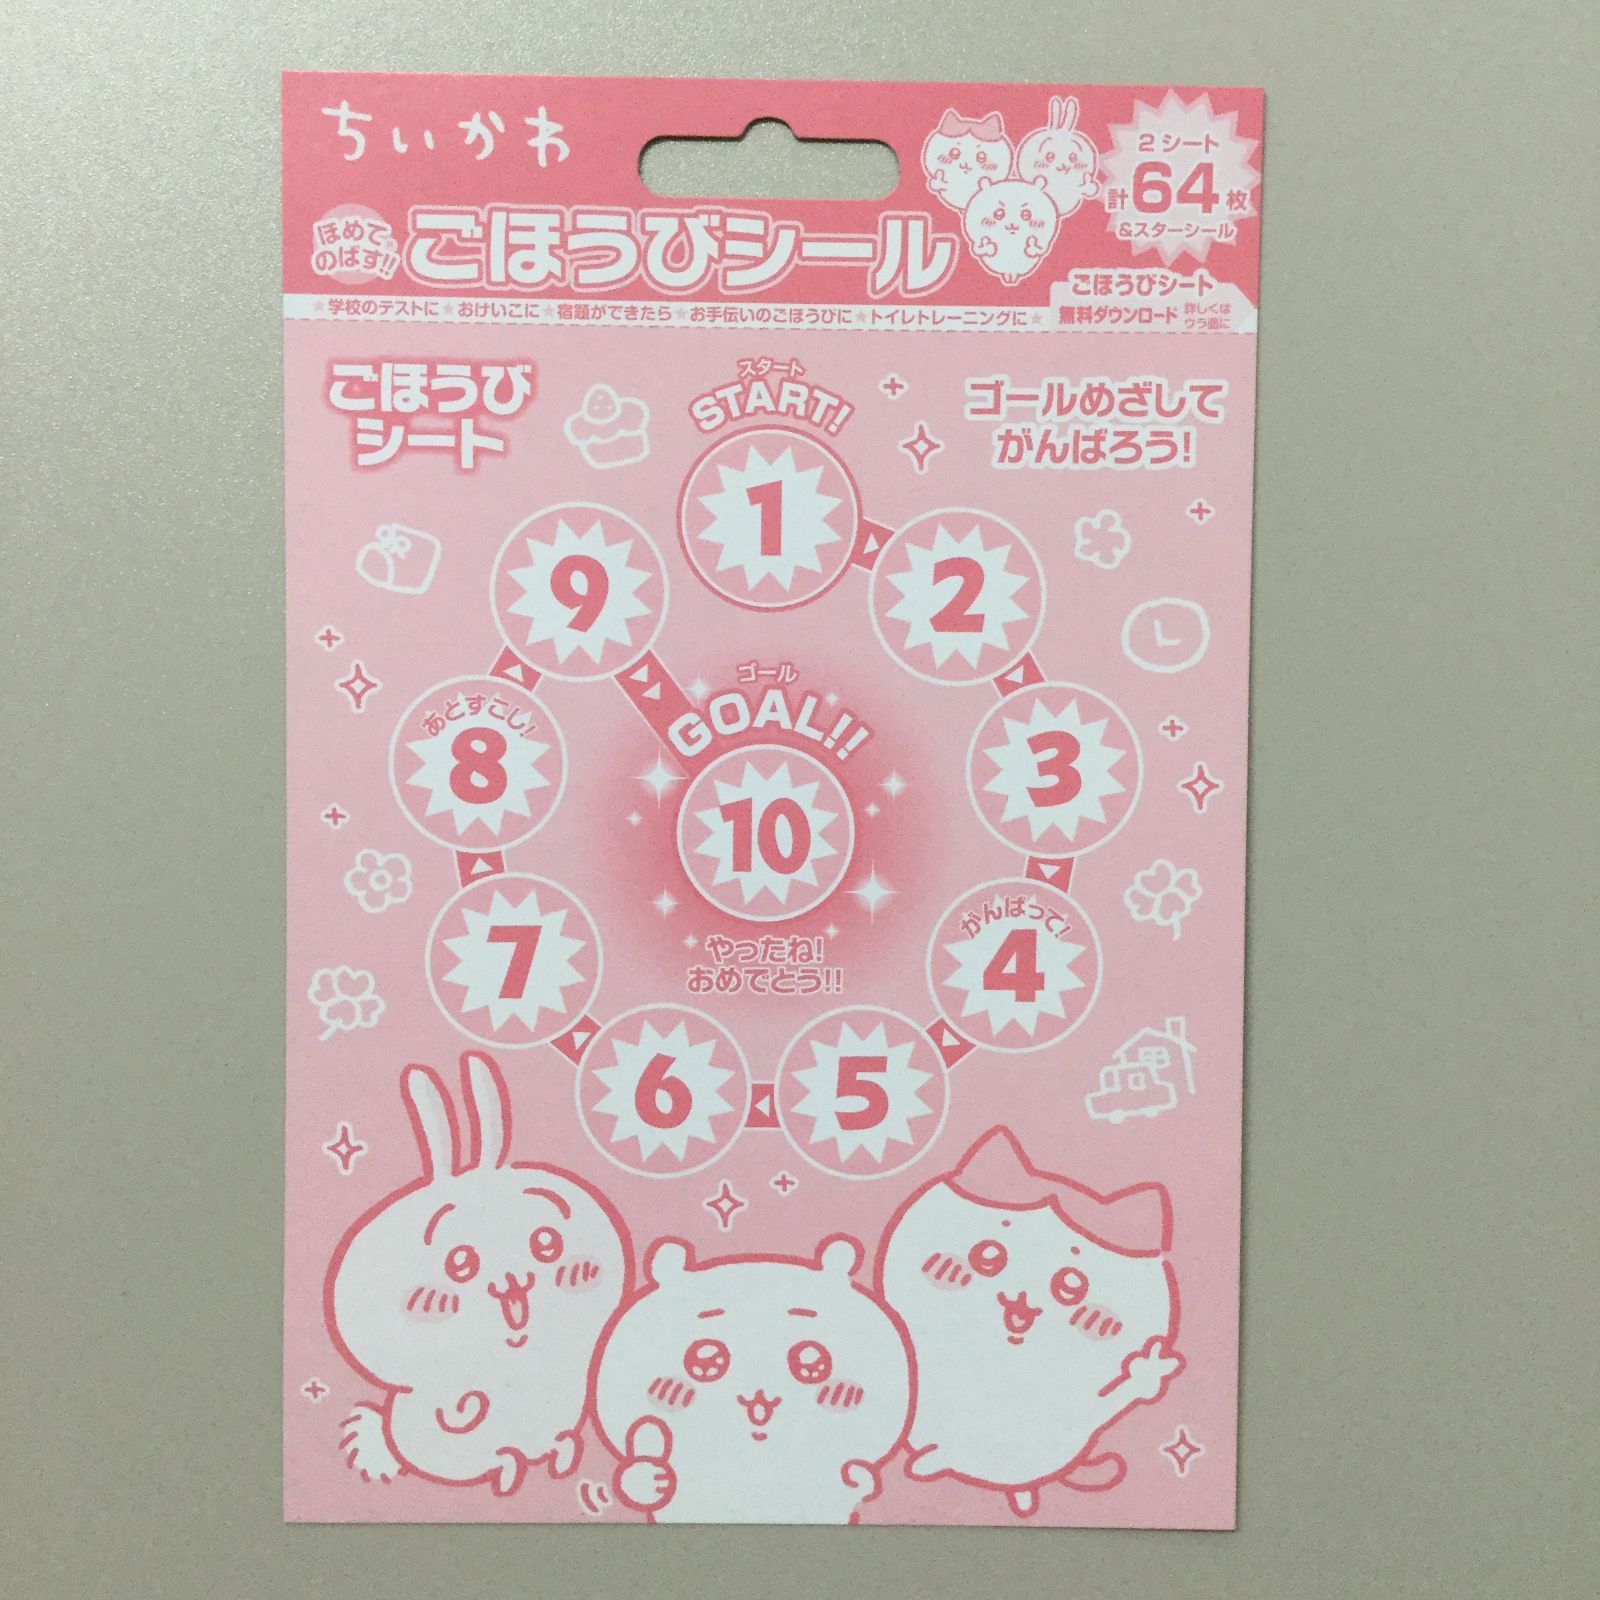 ちいかわ
2シート
計64枚
&スターシール
ほめて
のばす!!
ごほうびシール
★学校のテストに★おけいこに★宿題ができたら★お手伝いのごほうびに★トイレトレーニングに★
ごほうびシート
無料ダウンロード
詳しくは
ウラ面に
ごほうび
シート
スタート
START!
ゴールめざして
がんばろう!
1
2
3
がんばって!
4
5
6
7
あとすこし!
8
9
ゴール
GOAL!!
10
やったね!
おめでとう!!